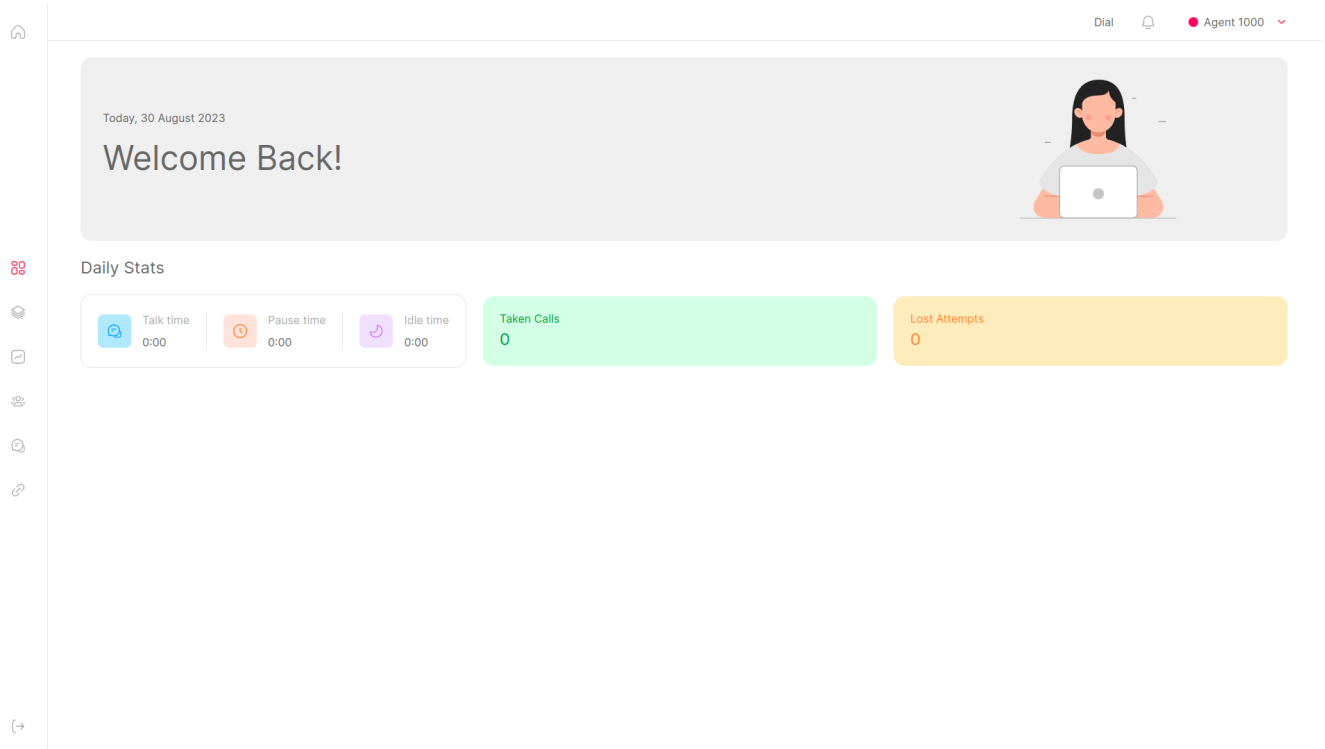 Dial
Agent 1000
Today, 30 August 2023
Welcome Back!
Daily Stats
Talk time
0:00
Pause time
0:00
Idle time
0:00
Taken Calls
0
Lost Attempts
0